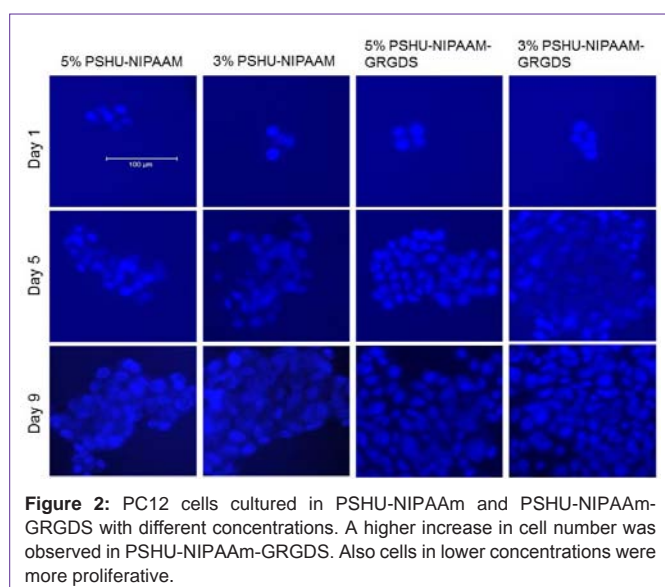 5% PSHU-NIPAAM 3% PSHU-NIPAAM 5% PSHU-NIPAAM-GRGDS 3% PSHU-NIPAAM-GRGDS
Day 1
100 µm
Day 5
Day 9
Figure 2: PC12 cells cultured in PSHU-NIPAAm and PSHU-NIPAAm-
GRGDS with different concentrations. A higher increase in cell number was
observed in PSHU-NIPAAm-GRGDS. Also cells in lower concentrations were
more proliferative.